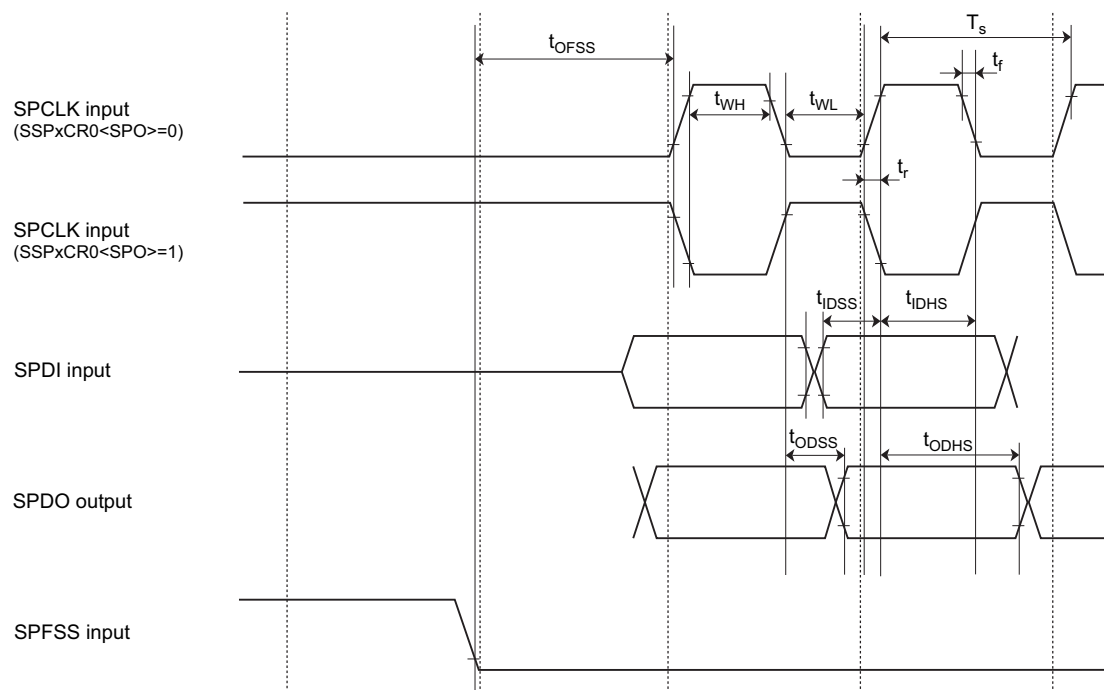 T_s
t_OFSS
t_f
SPCLK input
(SSPxCR0<SPO>=0)
t_WH
t_WL
t_r
SPCLK input
(SSPxCR0<SPO>=1)
t_IDSS
t_IDHS
SPDI input
t_ODSS
t_ODHS
SPDO output
SPFSS input